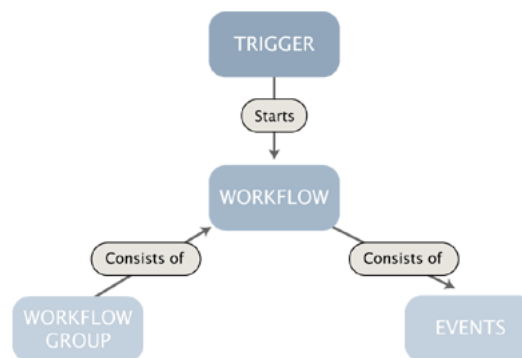 TRIGGER
Starts
WORKFLOW
Consists of
Consists of
WORKFLOW
GROUP
EVENTS